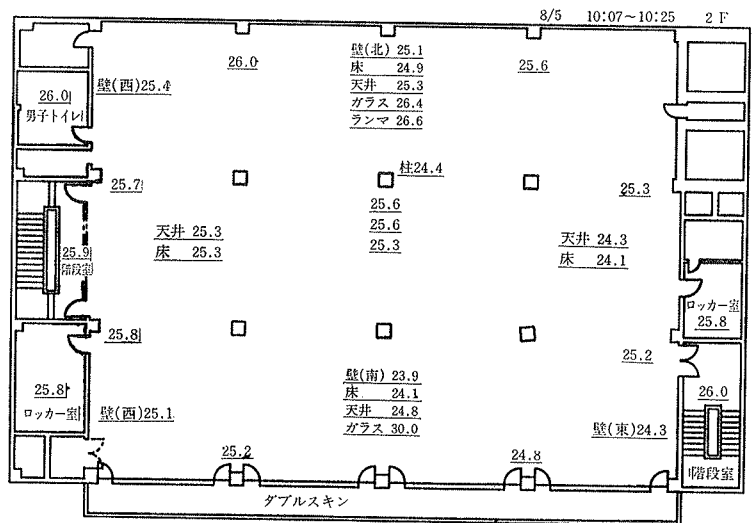 8/5 10:07~10:25 2F
26.0
壁(北) 25.1
床 24.9
天井 25.3
ガラス 26.4
ランマ 26.6
25.6
壁(西)25.4
26.0
男子トイレ
25.7
柱24.4
25.3
25.6
25.6
25.3
天井 25.3
床 25.3
天井 24.3
床 24.1
25.9
階段室
ロッカー室
25.8
25.8
25.2
25.8
ロッカー室
壁(西)25.1
壁(南) 23.9
床 24.1
天井 24.8
ガラス 30.0
26.0
壁(東)24.3
25.2
24.8
階段室
ダブルスキン